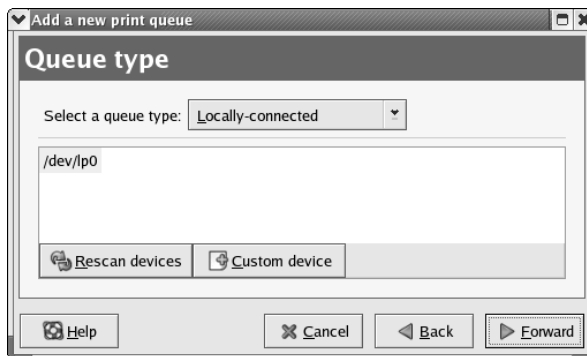 Add a new print queue
Queue type
Select a queue type: Locally-connected
/dev/lp0
Rescan devices Custom device
Help Cancel Back Forward